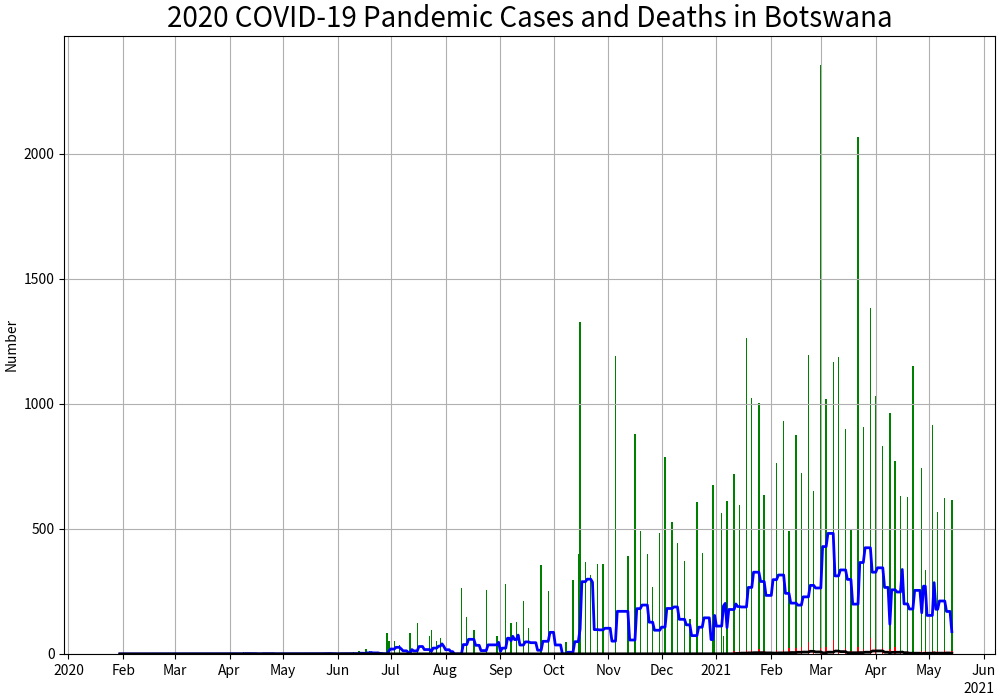 2020 COVID-19 Pandemic Cases and Deaths in Botswana
Number
2000
1500
1000
500
0
2020 Feb Mar Apr May Jun Jul Aug Sep Oct Nov Dec 2021 Feb Mar Apr May Jun
2021